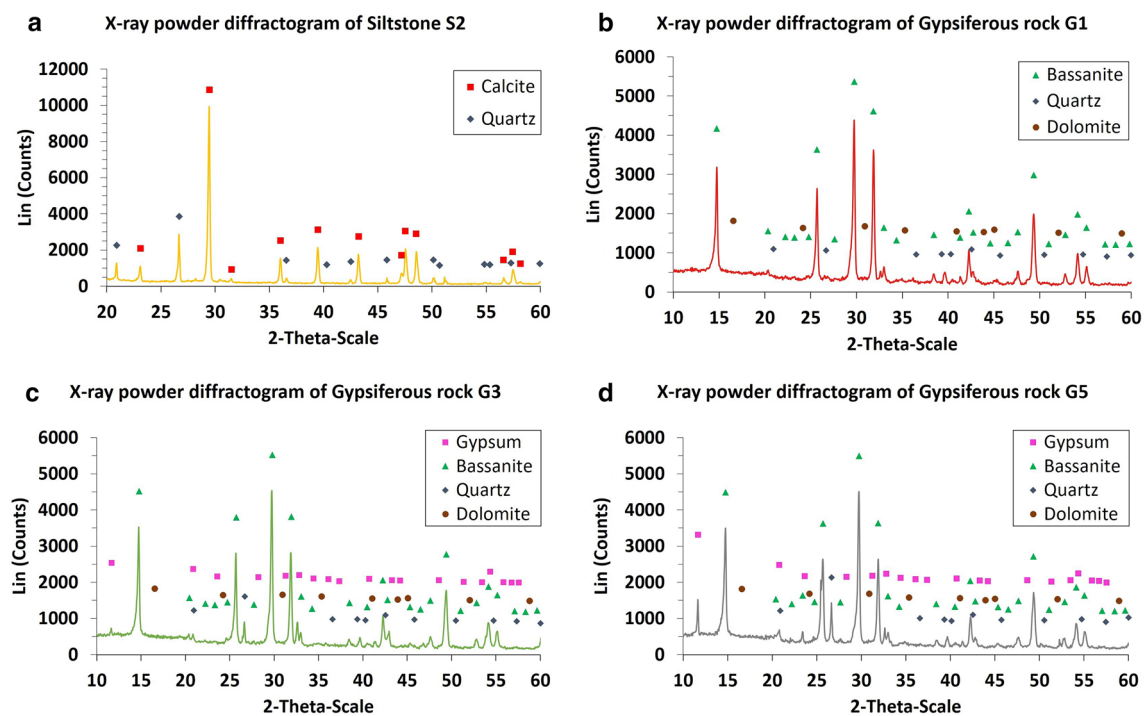 a
X-ray powder diffractogram of Siltstone S2
12000
10000
8000
6000
4000
2000
0
Lin (Counts)
Calcite
Quartz
20 25 30 35 40 45 50 55 60
2-Theta-Scale
b
X-ray powder diffractogram of Gypsiferous rock G1
6000
5000
4000
3000
2000
1000
0
Lin (Counts)
Bassanite
Quartz
Dolomite
10 15 20 25 30 35 40 45 50 55 60
2-Theta-Scale
c
X-ray powder diffractogram of Gypsiferous rock G3
6000
5000
4000
3000
2000
1000
0
Lin (Counts)
Gypsum
Bassanite
Quartz
Dolomite
10 15 20 25 30 35 40 45 50 55 60
2-Theta-Scale
d
X-ray powder diffractogram of Gypsiferous rock G5
6000
5000
4000
3000
2000
1000
0
Lin (Counts)
Gypsum
Bassanite
Quartz
Dolomite
10 15 20 25 30 35 40 45 50 55 60
2-Theta-Scale